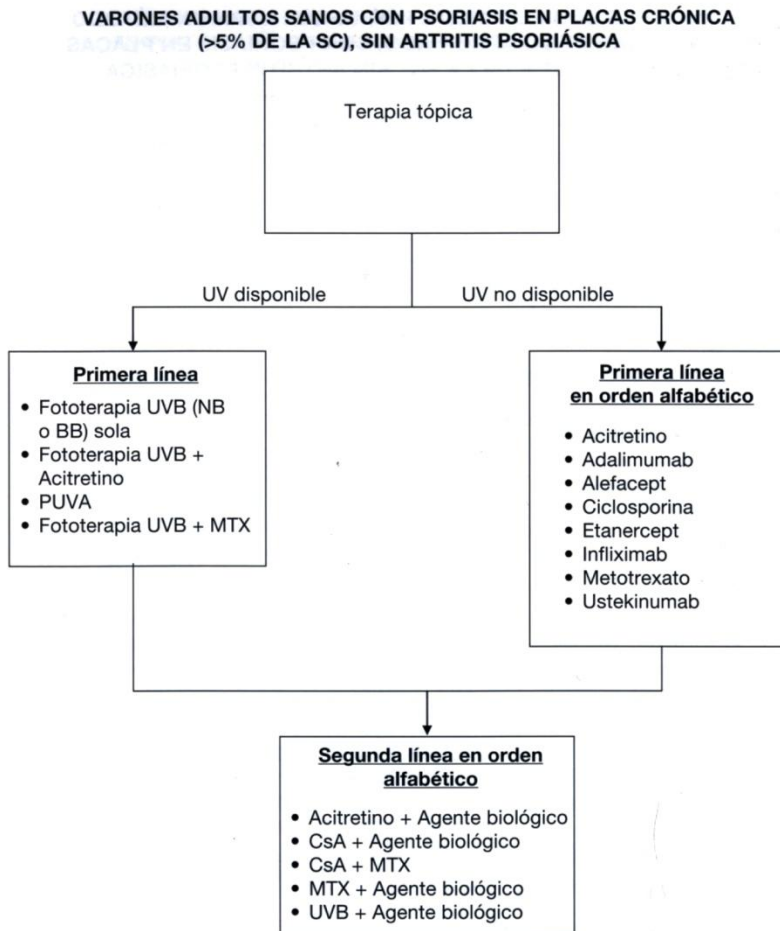 VARONES ADULTOS SANOS CON PSORIASIS EN PLACAS CRÓNICA
(>5% DE LA SC), SIN ARTRITIS PSORIÁSICA
Terapia tópica
UV disponible
UV no disponible
Primera línea
• Fototerapia UVB (NB
o BB) sola
• Fototerapia UVB +
Acitretino
• PUVA
• Fototerapia UVB + MTX
Primera línea
en orden alfabético
• Acitretino
• Adalimumab
• Alefacept
• Ciclosporina
• Etanercept
• Infliximab
• Metotrexato
• Ustekinumab
Segunda línea en orden
alfabético
• Acitretino + Agente biológico
• CsA + Agente biológico
• CsA + MTX
• MTX + Agente biológico
• UVB + Agente biológico